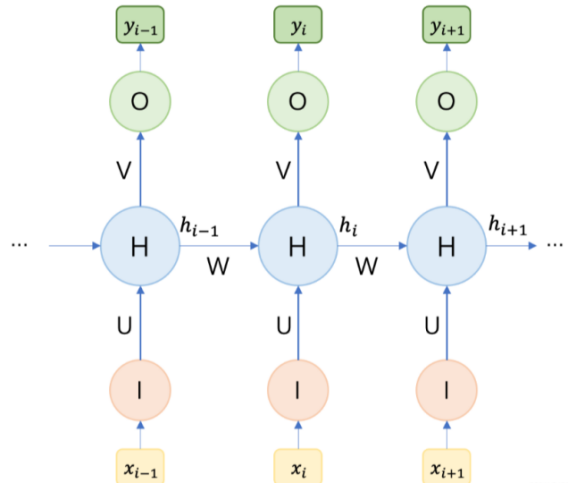 y_{i-1} y_i y_{i+1}
O O O
V V V
h_{i-1} h_i h_{i+1}
... H H H ...
W W
U U U
I I I
x_{i-1} x_i x_{i+1}